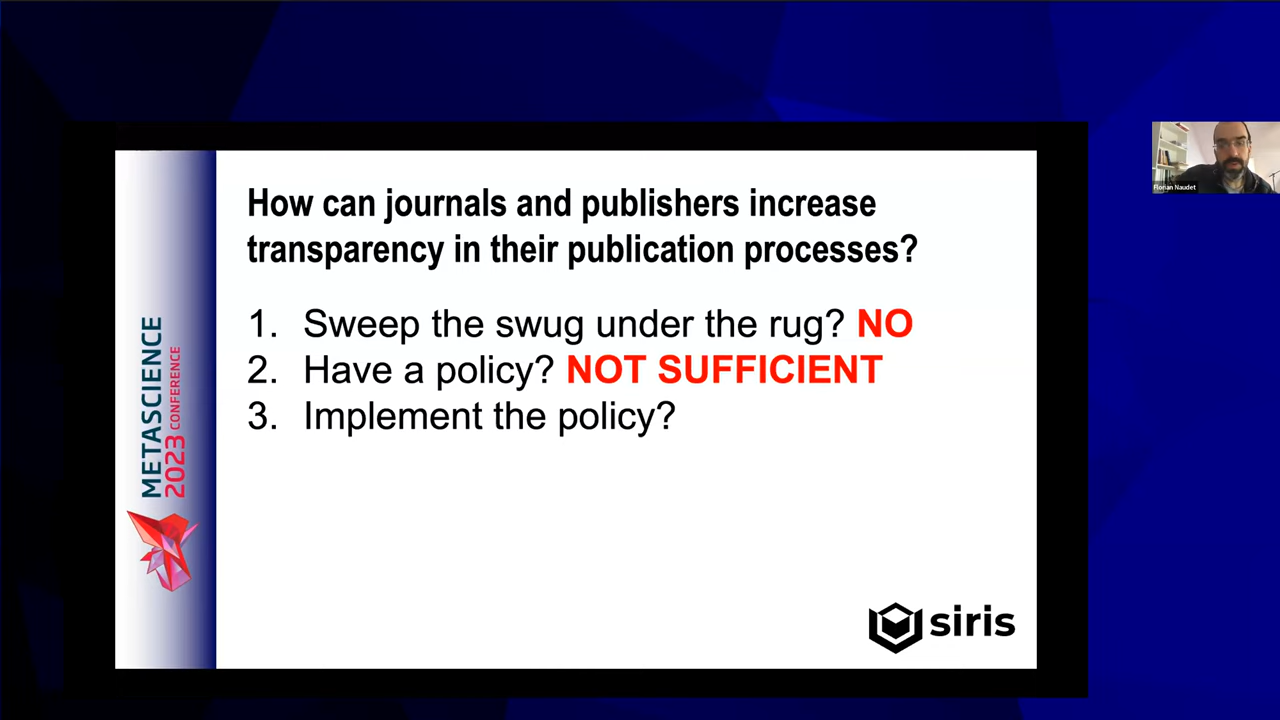 How can journals and publishers increase
transparency in their publication processes?
1. Sweep the swug under the rug? NO
2. Have a policy? NOT SUFFICIENT
3. Implement the policy?
METASCIENCE
2023 CONFERENCE
siris
Florian Naudet